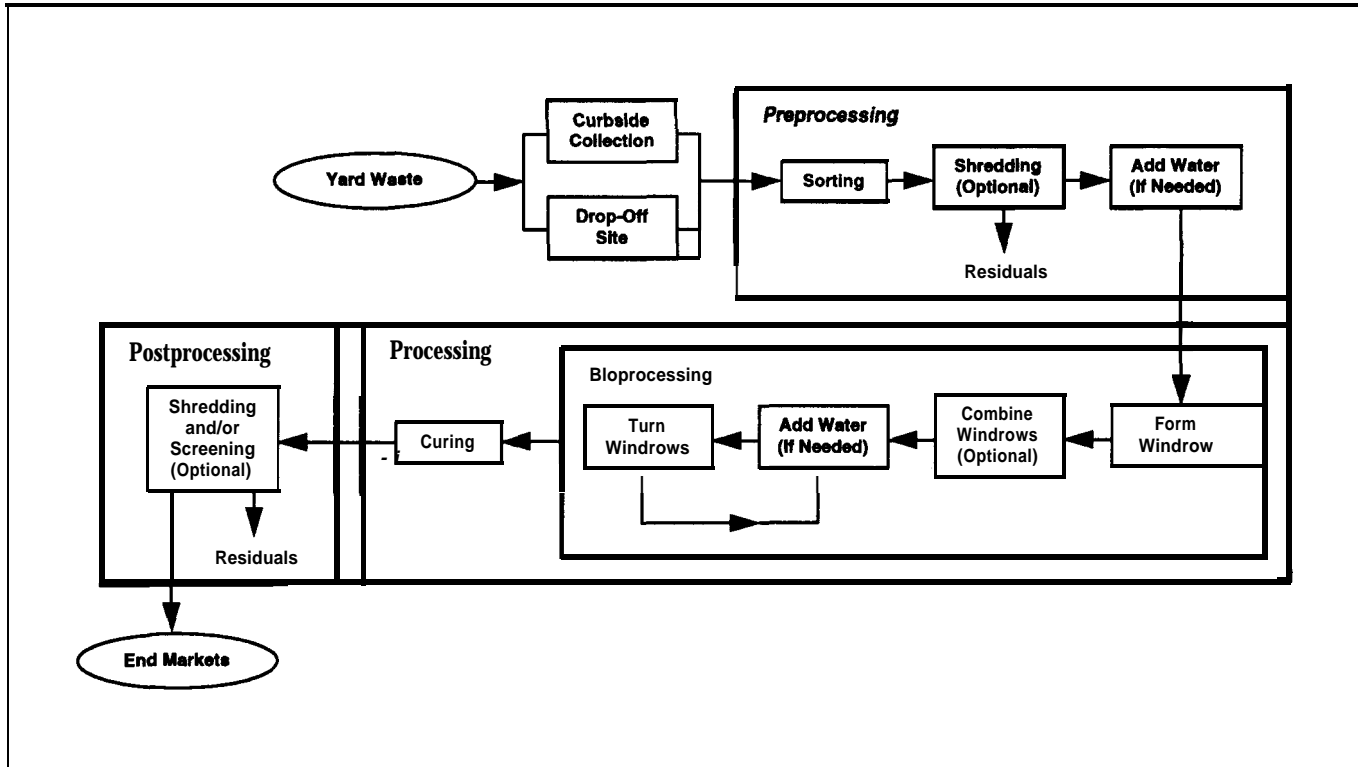 Preprocessing
Yard Waste
Curbside
Collection
Drop-Off
Site
Sorting
Shredding
(Optional)
Residuals
Add Water
(If Needed)
Processing
Bloprocessing
Form
Window
Combine
Windrows
(Optional)
Add Water
(If Needed)
Turn
Windrows
Curing
Postprocessing
Shredding
and/or
Screening
(Optional)
Residuals
End Markets